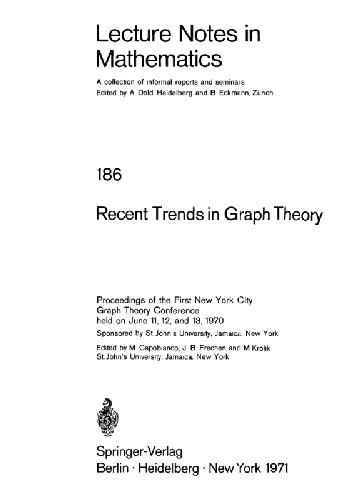 Lecture Notes in
Mathematics
A collection of informal reports and seminars
Edited by A. Dold, Heidelberg and B. Eckmann, Zürich
186
Recent Trends in Graph Theory
Proceedings of the First New York City
Graph Theory Conference
held on June 11, 12, and 13, 1970
Sponsored by St. John's University, Jamaica, New York
Edited by M. Capobianco, J. B. Frechen and M. Krolik
St. John's University, Jamaica, New York
Springer-Verlag
Berlin · Heidelberg · New York 1971